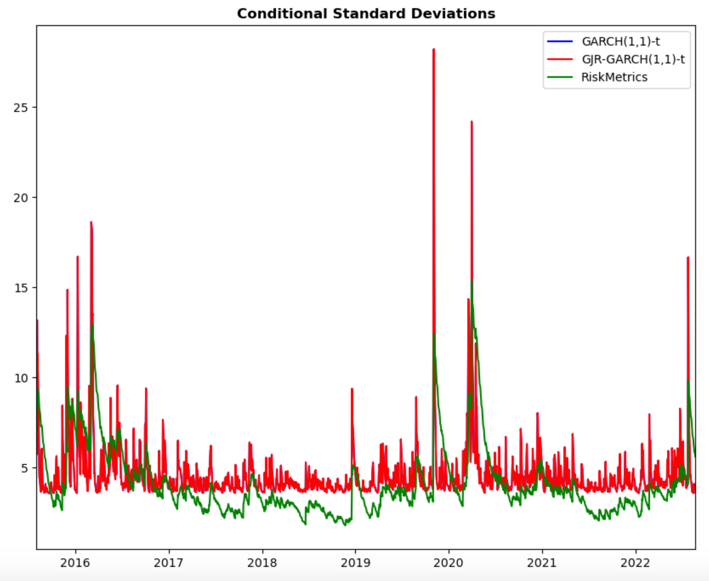 Conditional Standard Deviations
GARCH(1,1)-t
GJR-GARCH(1,1)-t
RiskMetrics
25
20
15
10
5
2016 2017 2018 2019 2020 2021 2022